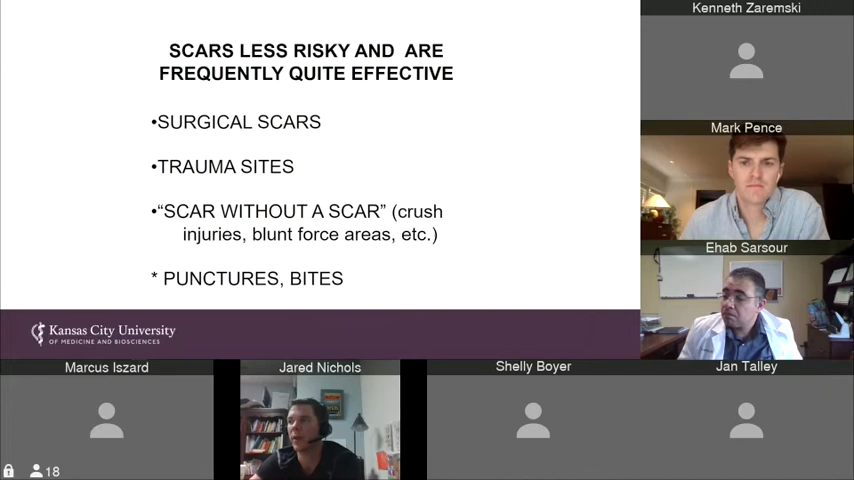 SCARS LESS RISKY AND ARE
FREQUENTLY QUITE EFFECTIVE
•SURGICAL SCARS
•TRAUMA SITES
•“SCAR WITHOUT A SCAR” (crush
injuries, blunt force areas, etc.)
* PUNCTURES, BITES
Kansas City University
OF MEDICINE AND BIOSCIENCES
Kenneth Zaremski
Mark Pence
Ehab Sarsour
Marcus Iszard
Jared Nichols
Shelly Boyer
Jan Talley
18